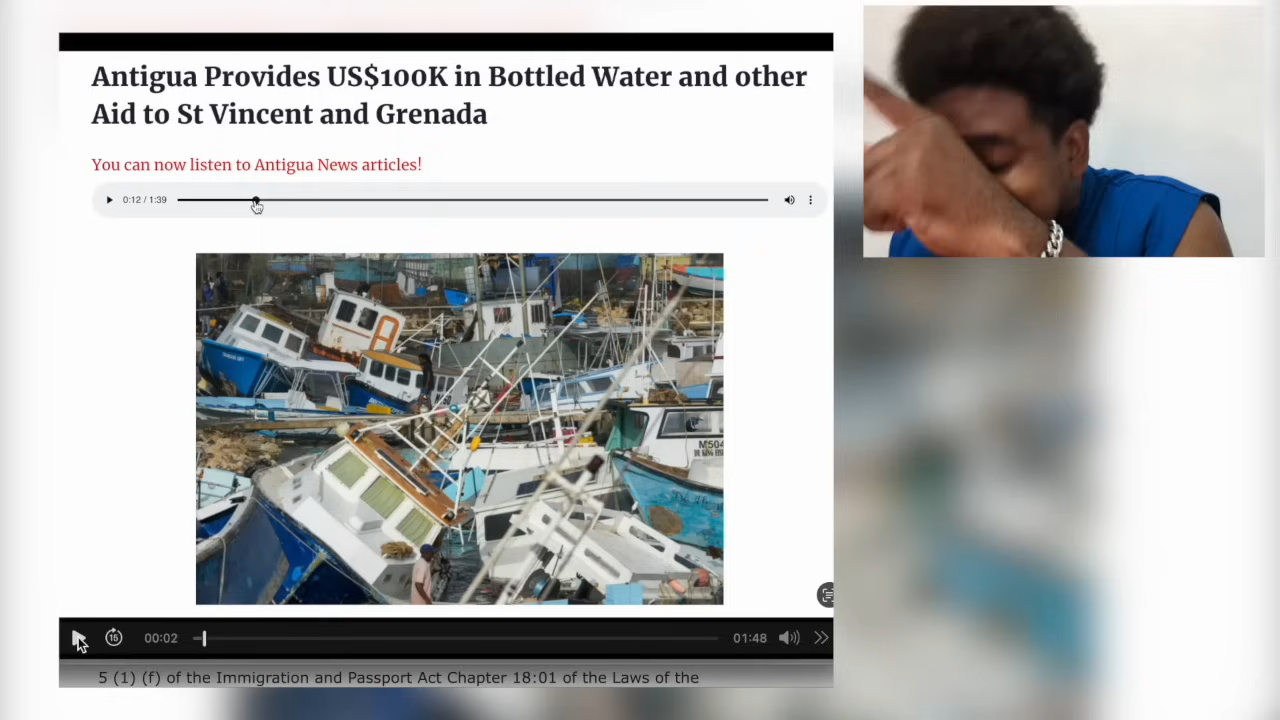 Antigua Provides US$100K in Bottled Water and other
Aid to St Vincent and Grenada
You can now listen to Antigua News articles!
0:12 / 1:39
M504
15
00:02
01:48
5 (1) (f) of the Immigration and Passport Act Chapter 18:01 of the Laws of the